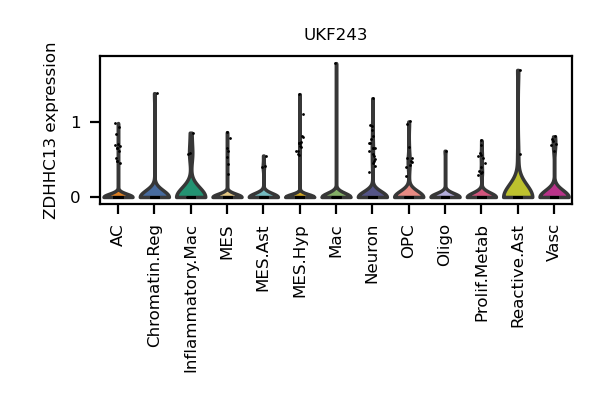 UKF243
ZDHHC13 expression
1
0
AC
Chromatin.Reg
Inflammatory.Mac
MES
MES.Ast
MES.Hyp
Mac
Neuron
OPC
Oligo
Prolif.Metab
Reactive.Ast
Vasc